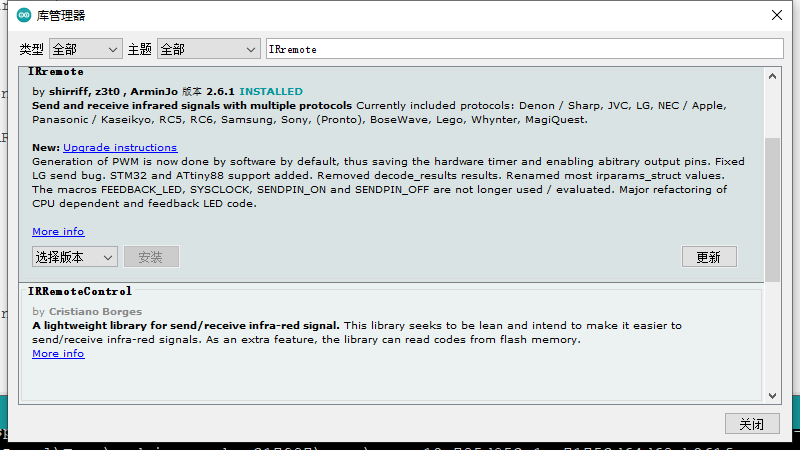 库管理器
类型 全部 主题 全部 IRremote
IRremote
by shirriff, z3t0 , ArminJo 版本 2.6.1 INSTALLED
Send and receive infrared signals with multiple protocols Currently included protocols: Denon / Sharp, JVC, LG, NEC / Apple,
Panasonic / Kaseikyo, RC5, RC6, Samsung, Sony, (Pronto), BoseWave, Lego, Whynter, MagiQuest.
New: Upgrade instructions
Generation of PWM is now done by software by default, thus saving the hardware timer and enabling abitrary output pins. Fixed
LG send bug. STM32 and ATtiny88 support added. Removed decode_results results. Renamed most irparams_struct values.
The macros FEEDBACK_LED, SYSCLOCK, SENDPIN_ON and SENDPIN_OFF are not longer used / evaluated. Major refactoring of
CPU dependent and feedback LED code.
More info
选择版本 安装 更新
IRRemoteControl
by Cristiano Borges
A lightweight library for send/receive infra-red signal. This library seeks to be lean and intend to make it easier to
send/receive infra-red signals. As an extra feature, the library can read codes from flash memory.
More info
关闭